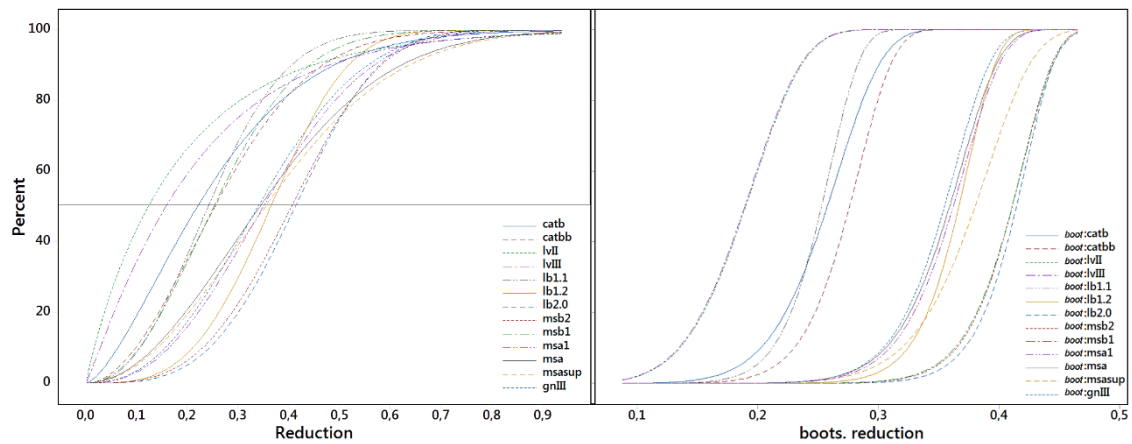 100
80
60
40
20
0
Percent
0,0 0,1 0,2 0,3 0,4 0,5 0,6 0,7 0,8 0,9
Reduction
catb
catbb
lvII
lvIII
lb1.1
lb1.2
lb2.0
msb2
msb1
msa1
msa
msasup
gnIII
0,1 0,2 0,3 0,4 0,5
boots. reduction
boot:catb
boot:catbb
boot:lvII
boot:lvIII
boot:lb1.1
boot:lb1.2
boot:lb2.0
boot:msb2
boot:msb1
boot:msa1
boot:msa
boot:msasup
boot:gnIII